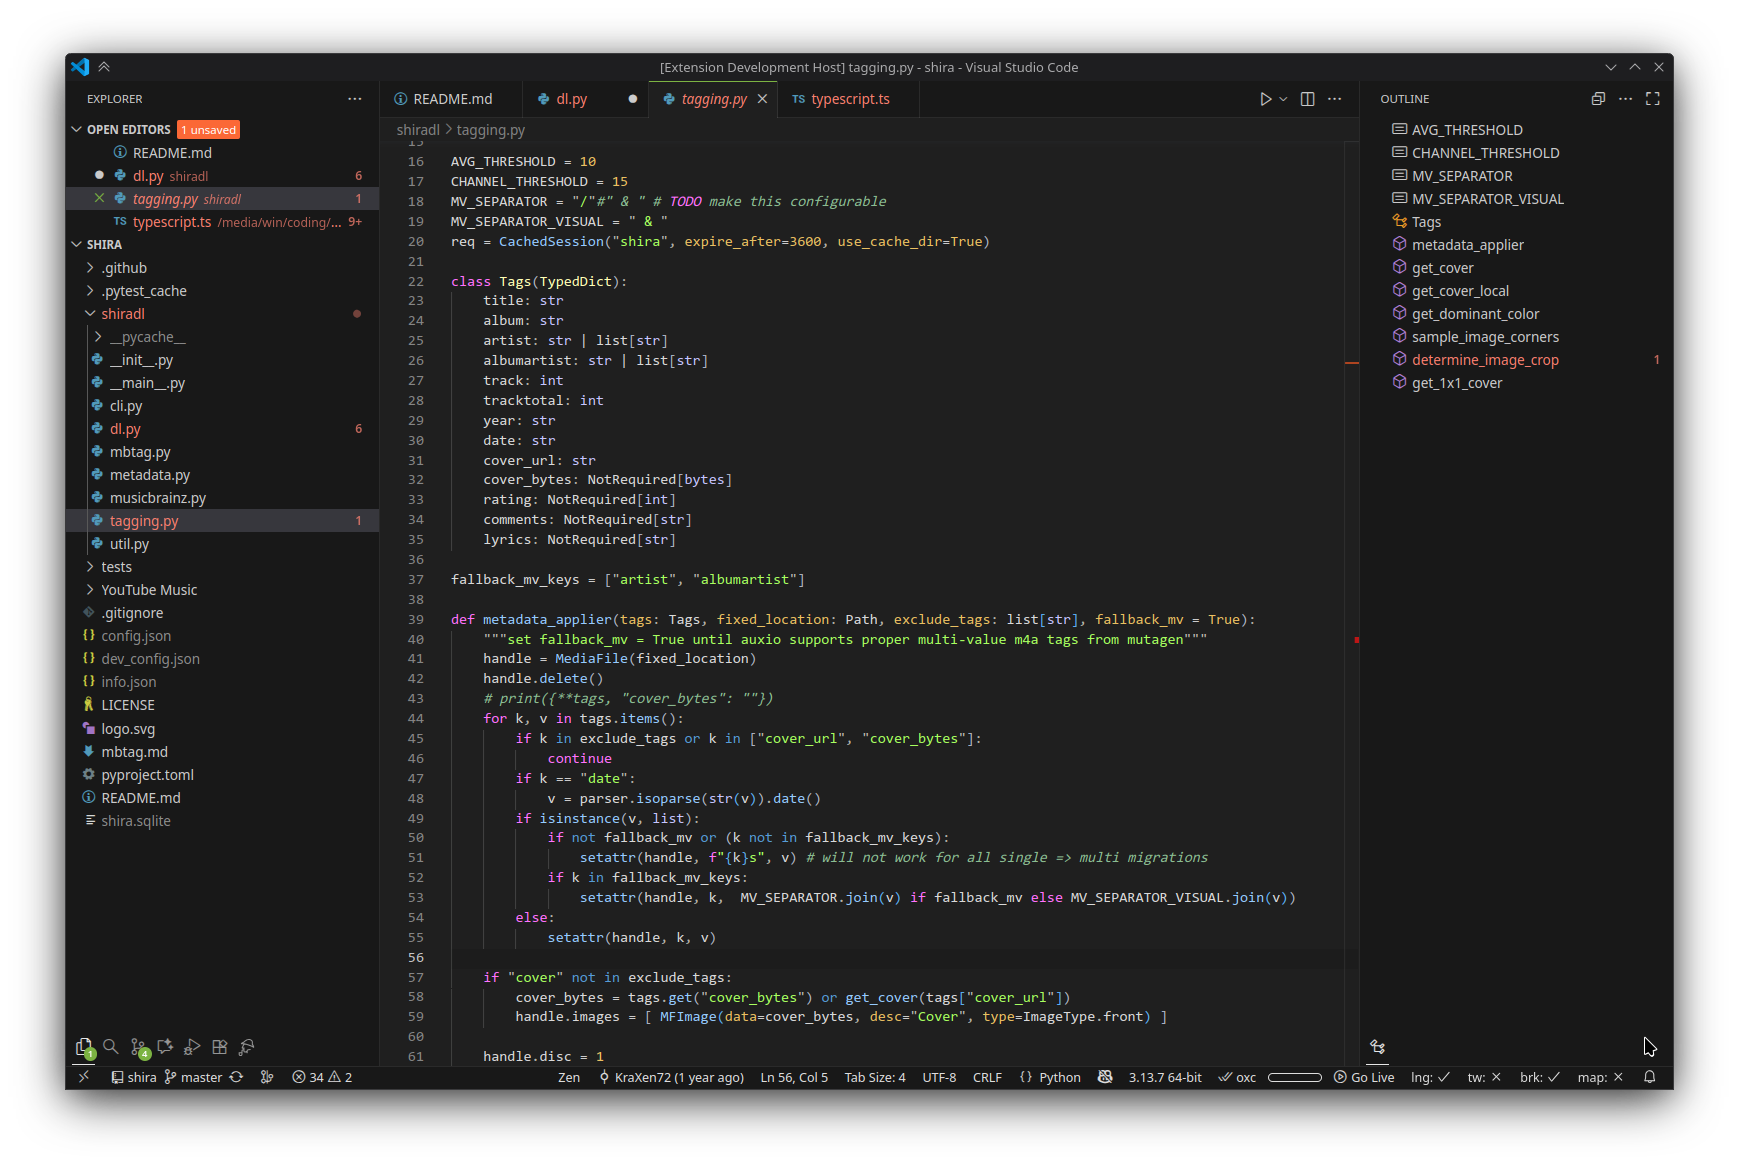 [Extension Development Host] tagging.py - shira - Visual Studio Code
EXPLORER
OPEN EDITORS 1 unsaved
README.md
dl.py shiradl 6
tagging.py shiradl 1
typescript.ts /media/win/coding/... 9+
SHIRA
.github
.pytest_cache
shiradl
__pycache__
__init__.py
__main__.py
cli.py
dl.py 6
mbtag.py
metadata.py
musicbrainz.py
tagging.py 1
util.py
tests
YouTube Music
.gitignore
config.json
dev_config.json
info.json
LICENSE
logo.svg
mbtag.md
pyproject.toml
README.md
shira.sqlite
1 4
README.md dl.py tagging.py TS typescript.ts
shiradl > tagging.py
15
16 AVG_THRESHOLD = 10
17 CHANNEL_THRESHOLD = 15
18 MV_SEPARATOR = "/"#" & " # TODO make this configurable
19 MV_SEPARATOR_VISUAL = " & "
20 req = CachedSession("shira", expire_after=3600, use_cache_dir=True)
21
22 class Tags(TypedDict):
23 title: str
24 album: str
25 artist: str | list[str]
26 albumartist: str | list[str]
27 track: int
28 tracktotal: int
29 year: str
30 date: str
31 cover_url: str
32 cover_bytes: NotRequired[bytes]
33 rating: NotRequired[int]
34 comments: NotRequired[str]
35 lyrics: NotRequired[str]
36
37 fallback_mv_keys = ["artist", "albumartist"]
38
39 def metadata_applier(tags: Tags, fixed_location: Path, exclude_tags: list[str], fallback_mv = True):
40 """set fallback_mv = True until auxio supports proper multi-value m4a tags from mutagen"""
41 handle = MediaFile(fixed_location)
42 handle.delete()
43 # print({**tags, "cover_bytes": ""})
44 for k, v in tags.items():
45 if k in exclude_tags or k in ["cover_url", "cover_bytes"]:
46 continue
47 if k == "date":
48 v = parser.isoparse(str(v)).date()
49 if isinstance(v, list):
50 if not fallback_mv or (k not in fallback_mv_keys):
51 setattr(handle, f"{k}s", v) # will not work for all single => multi migrations
52 if k in fallback_mv_keys:
53 setattr(handle, k,  MV_SEPARATOR.join(v) if fallback_mv else MV_SEPARATOR_VISUAL.join(v))
54 else:
55 setattr(handle, k, v)
56
57 if "cover" not in exclude_tags:
58 cover_bytes = tags.get("cover_bytes") or get_cover(tags["cover_url"])
59 handle.images = [ MFImage(data=cover_bytes, desc="Cover", type=ImageType.front) ]
60
61 handle.disc = 1
OUTLINE
AVG_THRESHOLD
CHANNEL_THRESHOLD
MV_SEPARATOR
MV_SEPARATOR_VISUAL
Tags
metadata_applier
get_cover
get_cover_local
get_dominant_color
sample_image_corners
determine_image_crop 1
get_1x1_cover
shira master 34 2 Zen KraXen72 (1 year ago) Ln 56, Col 5 Tab Size: 4 UTF-8 CRLF {} Python 3.13.7 64-bit oxc Go Live lng: ✓ tw: ✕ brk: ✓ map: ✕